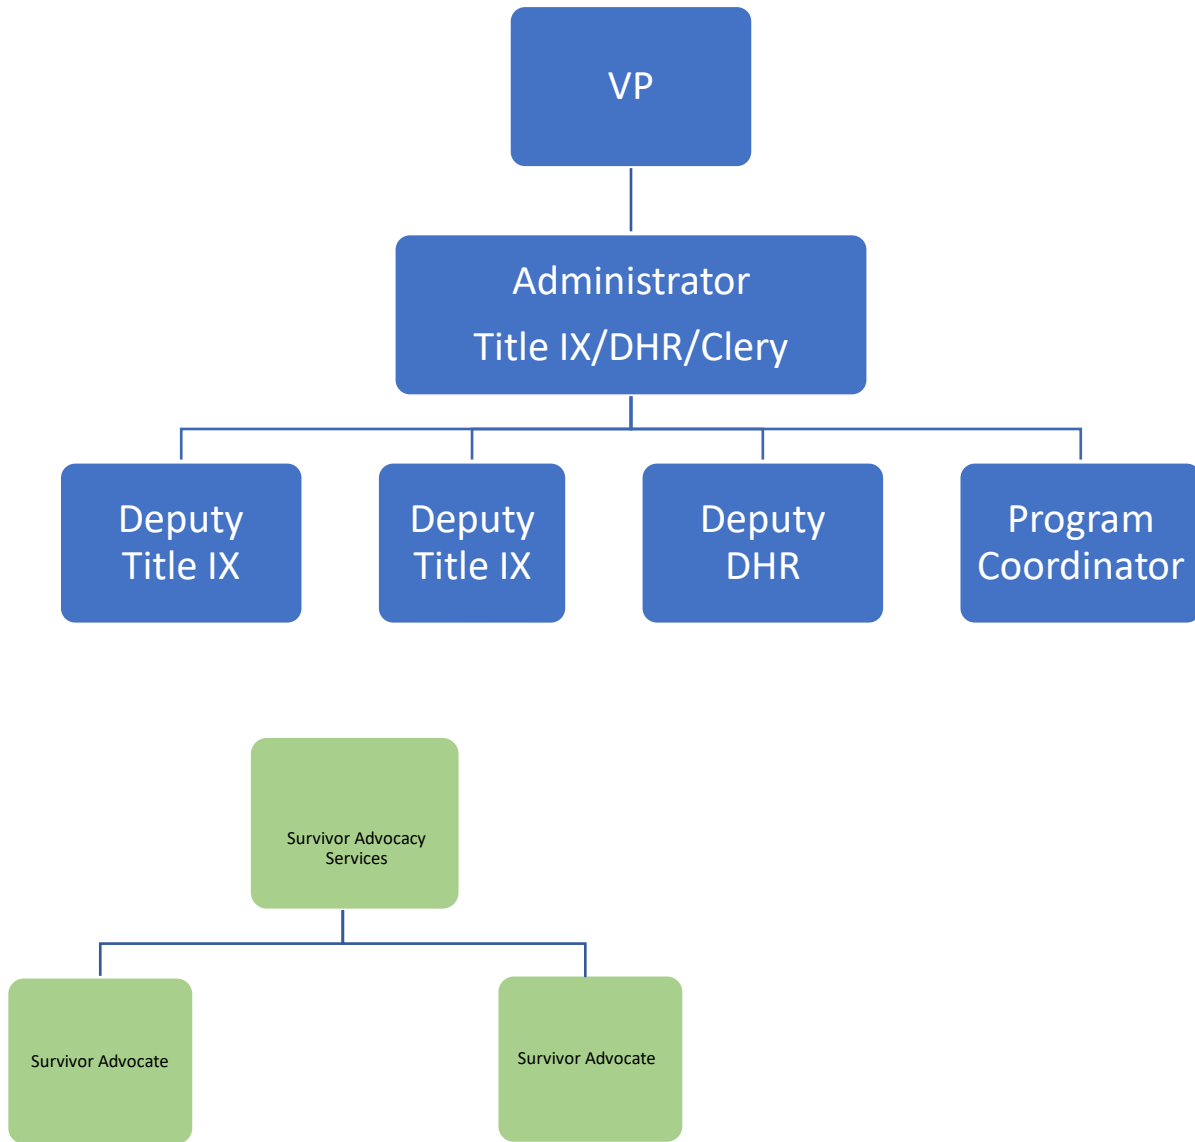 VP
Administrator
Title IX/DHR/Clery
Deputy
Title IX
Deputy
Title IX
Deputy
DHR
Program
Coordinator
Survivor Advocacy
Services
Survivor Advocate
Survivor Advocate